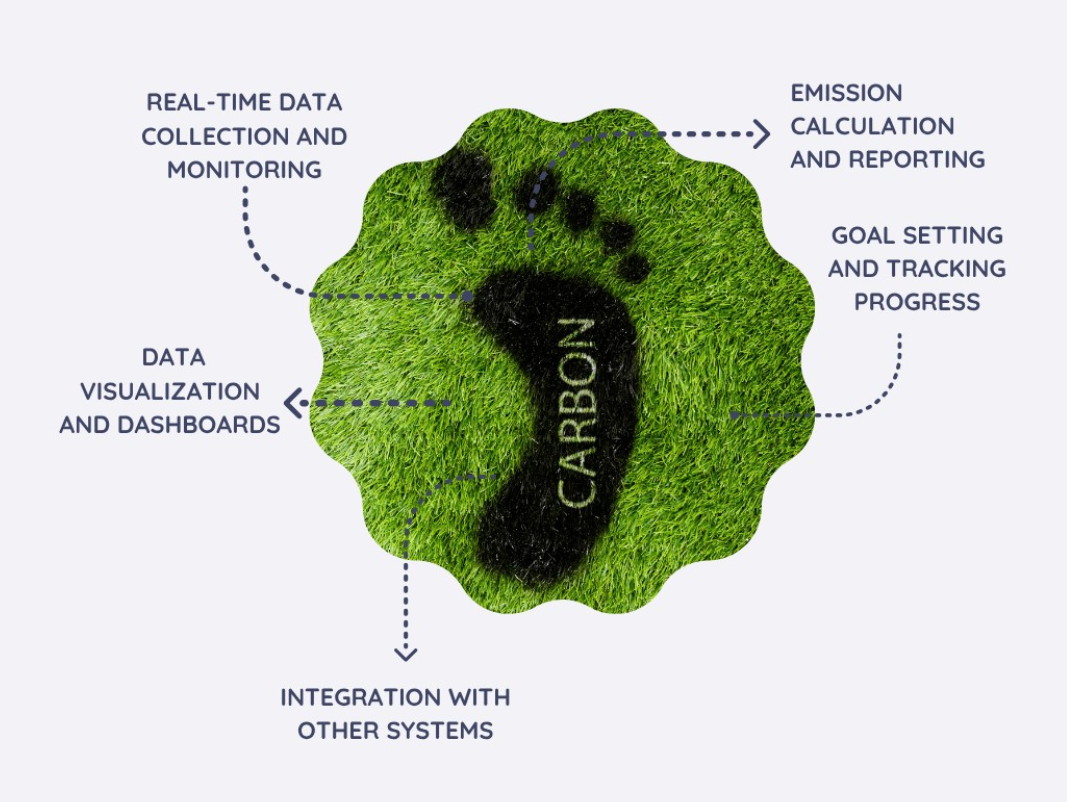 REAL-TIME DATA
COLLECTION AND
MONITORING
EMISSION
CALCULATION
AND REPORTING
GOAL SETTING
AND TRACKING
PROGRESS
DATA
VISUALIZATION
AND DASHBOARDS
CARBON
INTEGRATION WITH
OTHER SYSTEMS